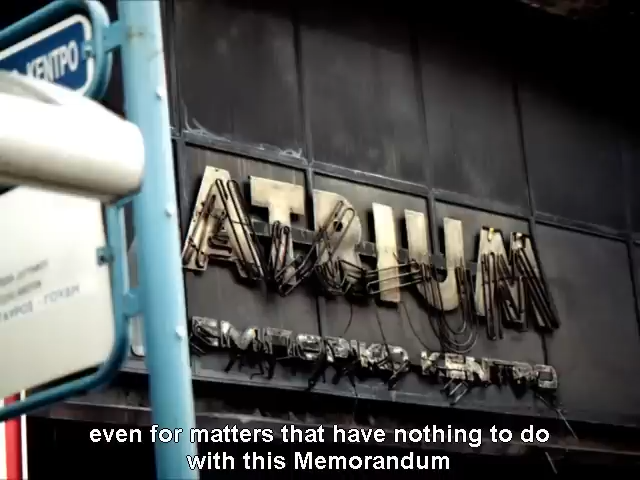 ΚΕΝΤΡΟ
ATRIUM
ΕΜΠΟΡΙΚΟ ΚΕΝΤΡΟ
even for matters that have nothing to do
with this Memorandum